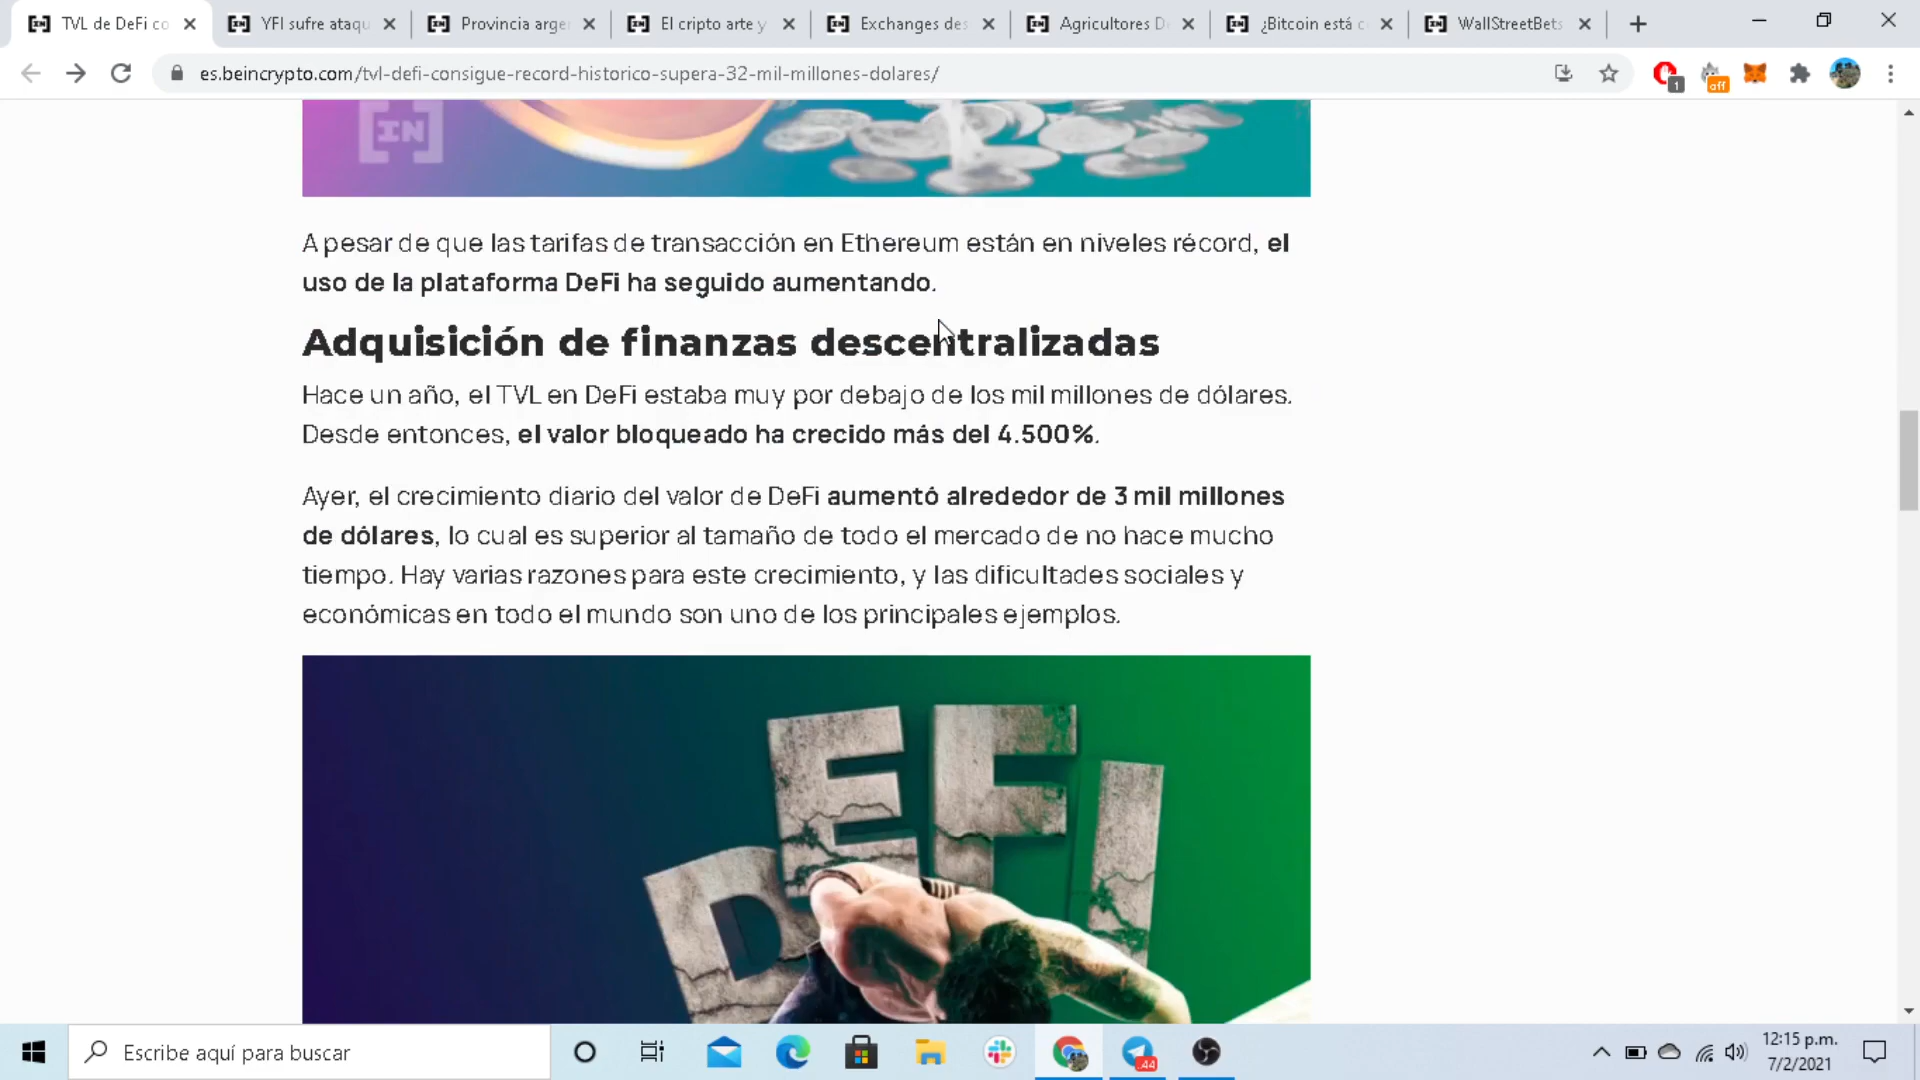 TVL de DeFi co
YFI sufre ataqu
Provincia arge
El cripto arte y
Exchanges des
Agricultores D
¿Bitcoin está c
WallStreetBets
es.beincrypto.com/tvl-defi-consigue-record-historico-supera-32-mil-millones-dolares/
1
off
IN
A pesar de que las tarifas de transacción en Ethereum están en niveles récord, el
uso de la plataforma DeFi ha seguido aumentando.
Adquisición de finanzas descentralizadas
Hace un año, el TVL en DeFi estaba muy por debajo de los mil millones de dólares.
Desde entonces, el valor bloqueado ha crecido más del 4.500%.
Ayer, el crecimiento diario del valor de DeFi aumentó alrededor de 3 mil millones
de dólares, lo cual es superior al tamaño de todo el mercado de no hace mucho
tiempo. Hay varias razones para este crecimiento, y las dificultades sociales y
económicas en todo el mundo son uno de los principales ejemplos.
DEFI
Escribe aquí para buscar
44
12:15 p.m.
7/2/2021